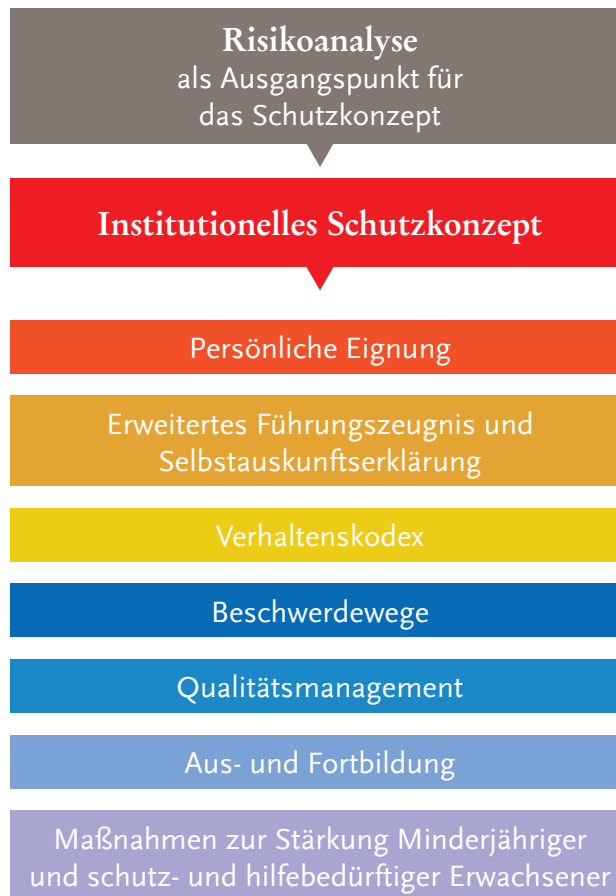 Risikoanalyse
als Ausgangspunkt für
das Schutzkonzept
Institutionelles Schutzkonzept
Persönliche Eignung
Erweitertes Führungszeugnis und
Selbstauskunftserklärung
Verhaltenskodex
Beschwerdewege
Qualitätsmanagement
Aus- und Fortbildung
Maßnahmen zur Stärkung Minderjähriger
und schutz- und hilfebedürftiger Erwachsener